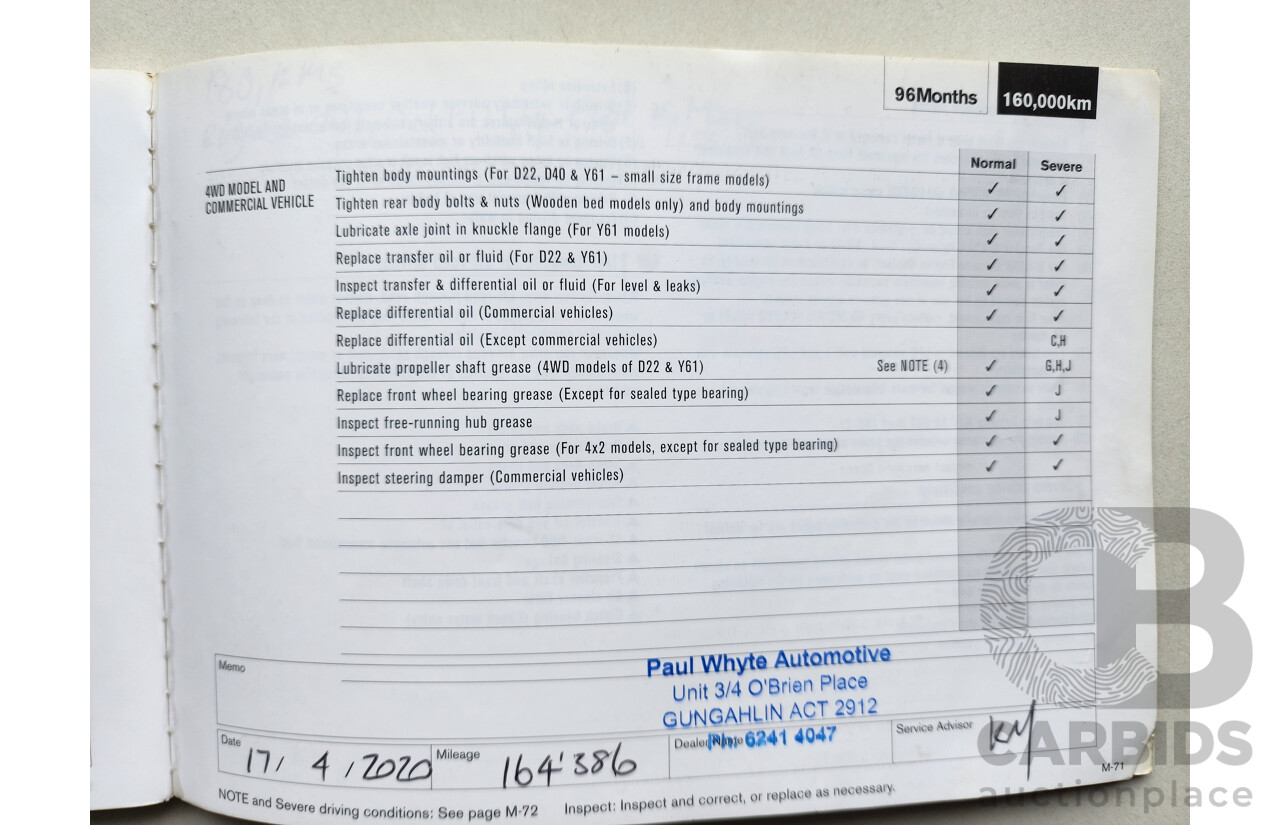 96Months 160,000km
Normal Severe
4WD MODEL AND
COMMERCIAL VEHICLE
Tighten body mountings (For D22, D40 & Y61 – small size frame models) ✓ ✓
Tighten rear body bolts & nuts (Wooden bed models only) and body mountings ✓ ✓
Lubricate axle joint in knuckle flange (For Y61 models) ✓ ✓
Replace transfer oil or fluid (For D22 & Y61) ✓ ✓
Inspect transfer & differential oil or fluid (For level & leaks) ✓ ✓
Replace differential oil (Commercial vehicles) ✓ ✓
Replace differential oil (Except commercial vehicles) C,H
Lubricate propeller shaft grease (4WD models of D22 & Y61) See NOTE (4) ✓ G,H,J
Replace front wheel bearing grease (Except for sealed type bearing) ✓ J
Inspect free-running hub grease ✓ J
Inspect front wheel bearing grease (For 4x2 models, except for sealed type bearing) ✓ ✓
Inspect steering damper (Commercial vehicles) ✓ ✓
Memo
Paul Whyte Automotive
Unit 3/4 O'Brien Place
GUNGAHLIN ACT 2912
Ph: 6241 4047
Date 17/ 4 /2020 Mileage 164'386 Dealer Name Service Advisor
M-71
NOTE and Severe driving conditions: See page M-72 Inspect: Inspect and correct, or replace as necessary.
CARBIDS
auctionplace